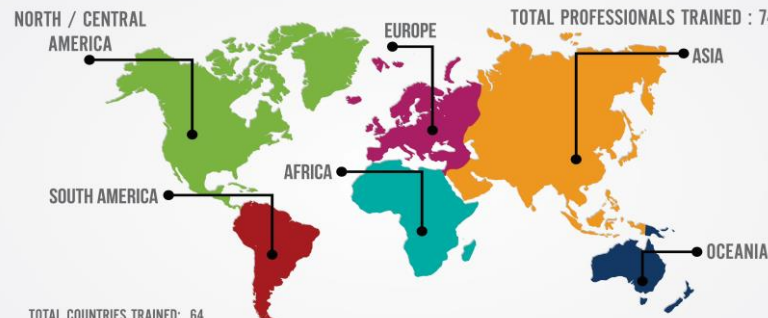 NORTH / CENTRAL
AMERICA
EUROPE
TOTAL PROFESSIONALS TRAINED :
ASIA
AFRICA
SOUTH AMERICA
OCEANIA
TOTAL COUNTRIES TRAINED: 64